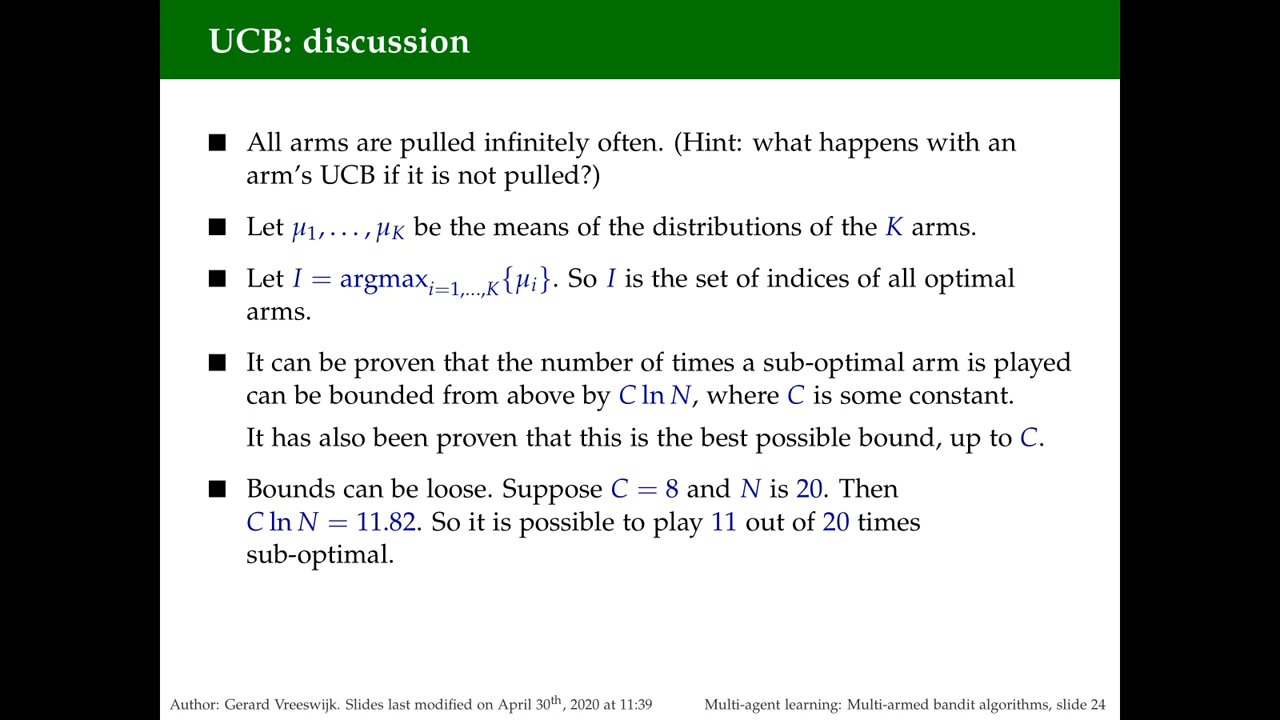 UCB: discussion
■ All arms are pulled infinitely often. (Hint: what happens with an
arm’s UCB if it is not pulled?)
■ Let μ₁, . . . , μ_K be the means of the distributions of the K arms.
■ Let I = argmax_{i=1,...,K}{μᵢ}. So I is the set of indices of all optimal
arms.
■ It can be proven that the number of times a sub-optimal arm is played
can be bounded from above by C ln N, where C is some constant.
It has also been proven that this is the best possible bound, up to C.
■ Bounds can be loose. Suppose C = 8 and N is 20. Then
C ln N = 11.82. So it is possible to play 11 out of 20 times
sub-optimal.
Author: Gerard Vreeswijk. Slides last modified on April 30th, 2020 at 11:39 Multi-agent learning: Multi-armed bandit algorithms, slide 24